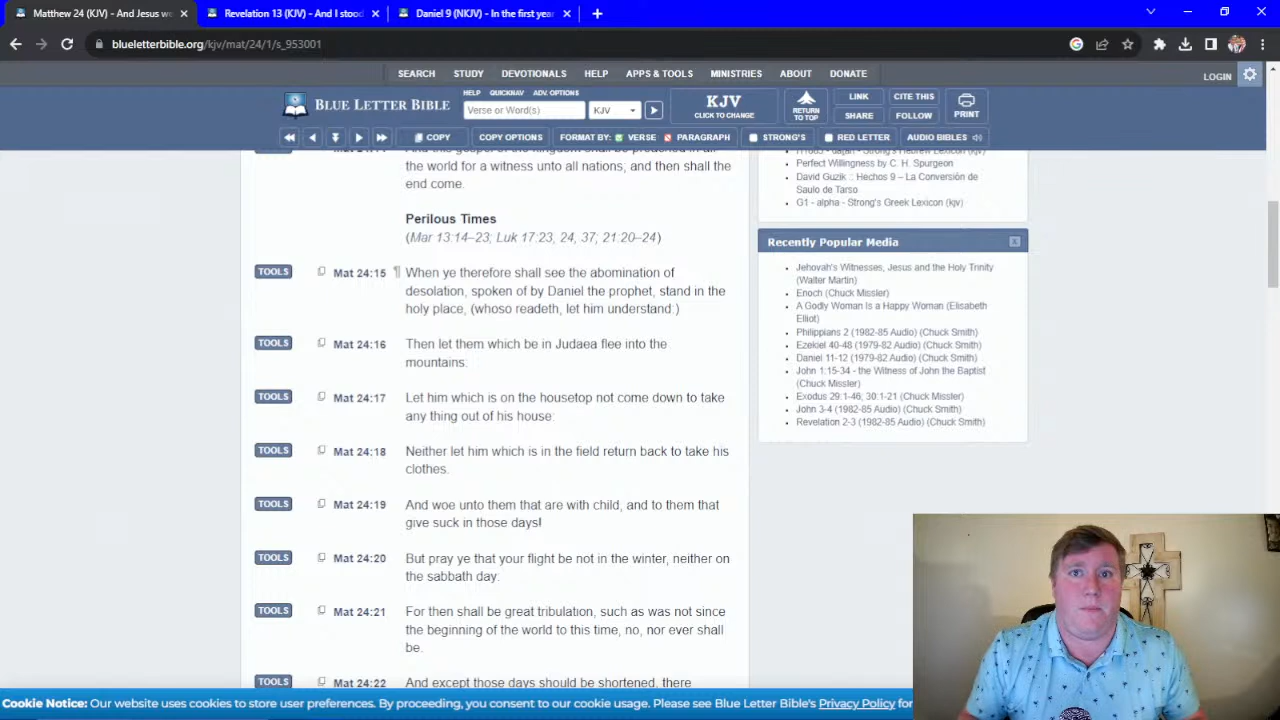 Matthew 24 (KJV) - And Jesus w
Revelation 13 (KJV) - And I stood
Daniel 9 (NKJV) - In the first year
blueletterbible.org/kjv/mat/24/1/s_953001
SEARCH STUDY DEVOTIONALS HELP APPS & TOOLS MINISTRIES ABOUT DONATE
LOGIN
BLUE LETTER BIBLE
HELP QUICKNAV ADV. OPTIONS
Verse or Word(s)
KJV
KJV
CLICK TO CHANGE
RETURN TO TOP
LINK
CITE THIS
SHARE
FOLLOW
PRINT
COPY COPY OPTIONS FORMAT BY: VERSE PARAGRAPH STRONG'S RED LETTER AUDIO BIBLES
the world for a witness unto all nations; and then shall the
end come.
Perilous Times
(Mar 13:14–23; Luk 17:23, 24, 37; 21:20–24)
TOOLS Mat 24:15 ¶ When ye therefore shall see the abomination of
desolation, spoken of by Daniel the prophet, stand in the
holy place, (whoso readeth, let him understand:)
TOOLS Mat 24:16 Then let them which be in Judaea flee into the
mountains:
TOOLS Mat 24:17 Let him which is on the housetop not come down to take
any thing out of his house:
TOOLS Mat 24:18 Neither let him which is in the field return back to take his
clothes.
TOOLS Mat 24:19 And woe unto them that are with child, and to them that
give suck in those days!
TOOLS Mat 24:20 But pray ye that your flight be not in the winter, neither on
the sabbath day:
TOOLS Mat 24:21 For then shall be great tribulation, such as was not since
the beginning of the world to this time, no, nor ever shall
be.
TOOLS Mat 24:22 And except those days should be shortened, there
Strong's Hebrew Lexicon (kjv)
Perfect Willingness by C. H. Spurgeon
David Guzik :: Hechos 9 – La Conversión de
Saulo de Tarso
G1 - alpha - Strong's Greek Lexicon (kjv)
Recently Popular Media
Jehovah's Witnesses, Jesus and the Holy Trinity
(Walter Martin)
Enoch (Chuck Missler)
A Godly Woman Is a Happy Woman (Elisabeth
Elliot)
Philippians 2 (1982-85 Audio) (Chuck Smith)
Ezekiel 40-48 (1979-82 Audio) (Chuck Smith)
Daniel 11-12 (1979-82 Audio) (Chuck Smith)
John 1:15-34 - the Witness of John the Baptist
(Chuck Missler)
Exodus 29:1-46; 30:1-21 (Chuck Missler)
John 3-4 (1982-85 Audio) (Chuck Smith)
Revelation 2-3 (1982-85 Audio) (Chuck Smith)
Cookie Notice: Our website uses cookies to store user preferences. By proceeding, you consent to our cookie usage. Please see Blue Letter Bible's Privacy Policy for